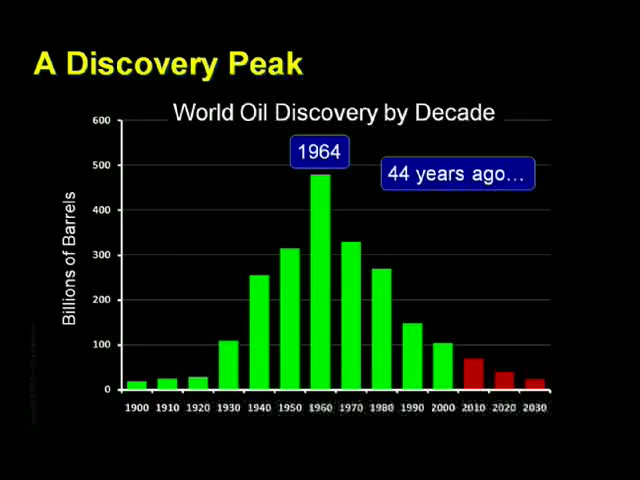 A Discovery Peak
World Oil Discovery by Decade
600
1964
500
44 years ago...
400
Billions of Barrels
300
200
100
0
1900 1910 1920 1930 1940 1950 1960 1970 1980 1990 2000 2010 2020 2030